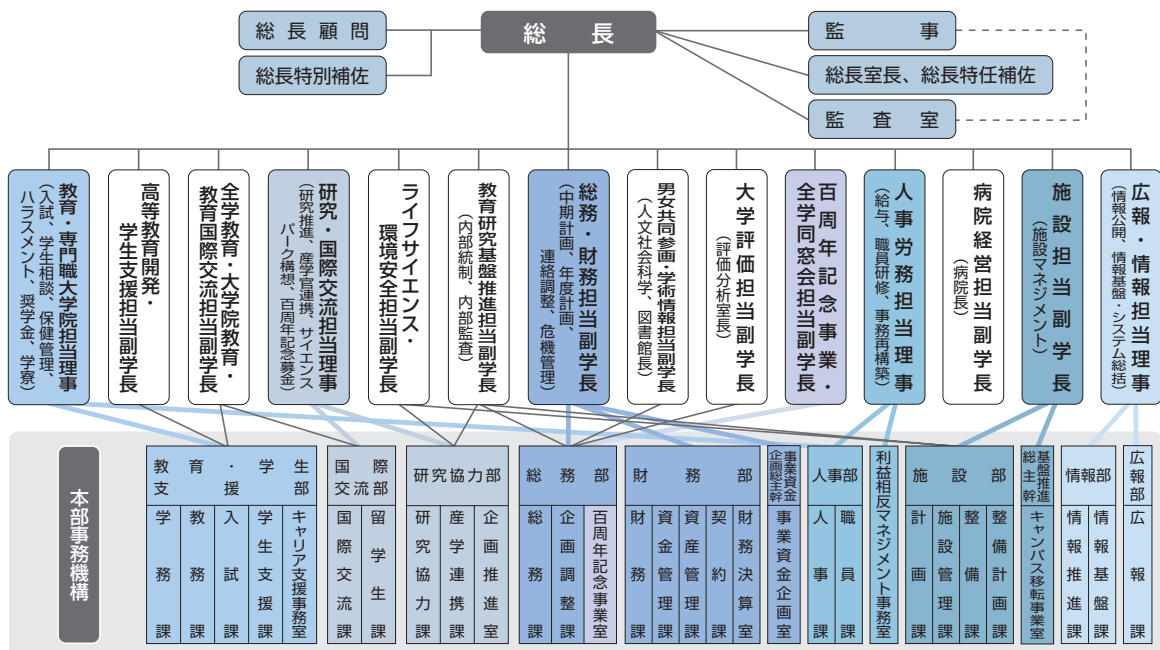 総長
総長顧問
総長特別補佐
監事
総長室長、総長特任補佐
監査室
教育・専門職大学院担当理事
(入試、学生相談、保健管理、
ハラスメント、奨学金、学寮)
高等教育開発・
学生支援担当副学長
全学教育・大学院教育・
教育国際交流担当副学長
研究・国際交流担当理事
(研究推進、産学官連携、サイエンス
パーク構想、百周年記念募金)
ライフサイエンス・
環境安全担当副学長
教育研究基盤推進担当副学長
(内部統制、内部監査)
総務・財務担当副学長
(中期計画、年度計画、
連絡調整、危機管理)
男女共同参画・学術情報担当副学長
(人文社会科学、図書館長)
大学評価担当副学長
(評価分析室長)
百周年記念事業・
全学同窓会担当副学長
人事労務担当理事
(給与、職員研修、事務再構築)
病院経営担当副学長
(病院長)
施設担当副学長
(施設マネジメント)
広報・情報担当理事
(情報公開、情報基盤・システム総括)
本部事務機構
教育・学生
支援部
学務課
教務課
入試課
学生支援課
キャリア支援事務室
国際
交流部
国際交流課
留学生課
研究協力部
研究協力課
産学連携課
企画推進室
総務部
総務課
企画調整課
百周年記念事業室
財務部
財務課
資金管理課
資産管理課
契約課
財務決算室
事業資金
企画総主幹
事業資金企画室
人事部
人事課
職員課
利益相反マネジメント事務室
施設部
計画課
施設管理課
整備課
整備計画室
基盤推進
総主幹
キャンパス移転事業室
情報部
情報推進課
情報基盤課
広報部
広報課